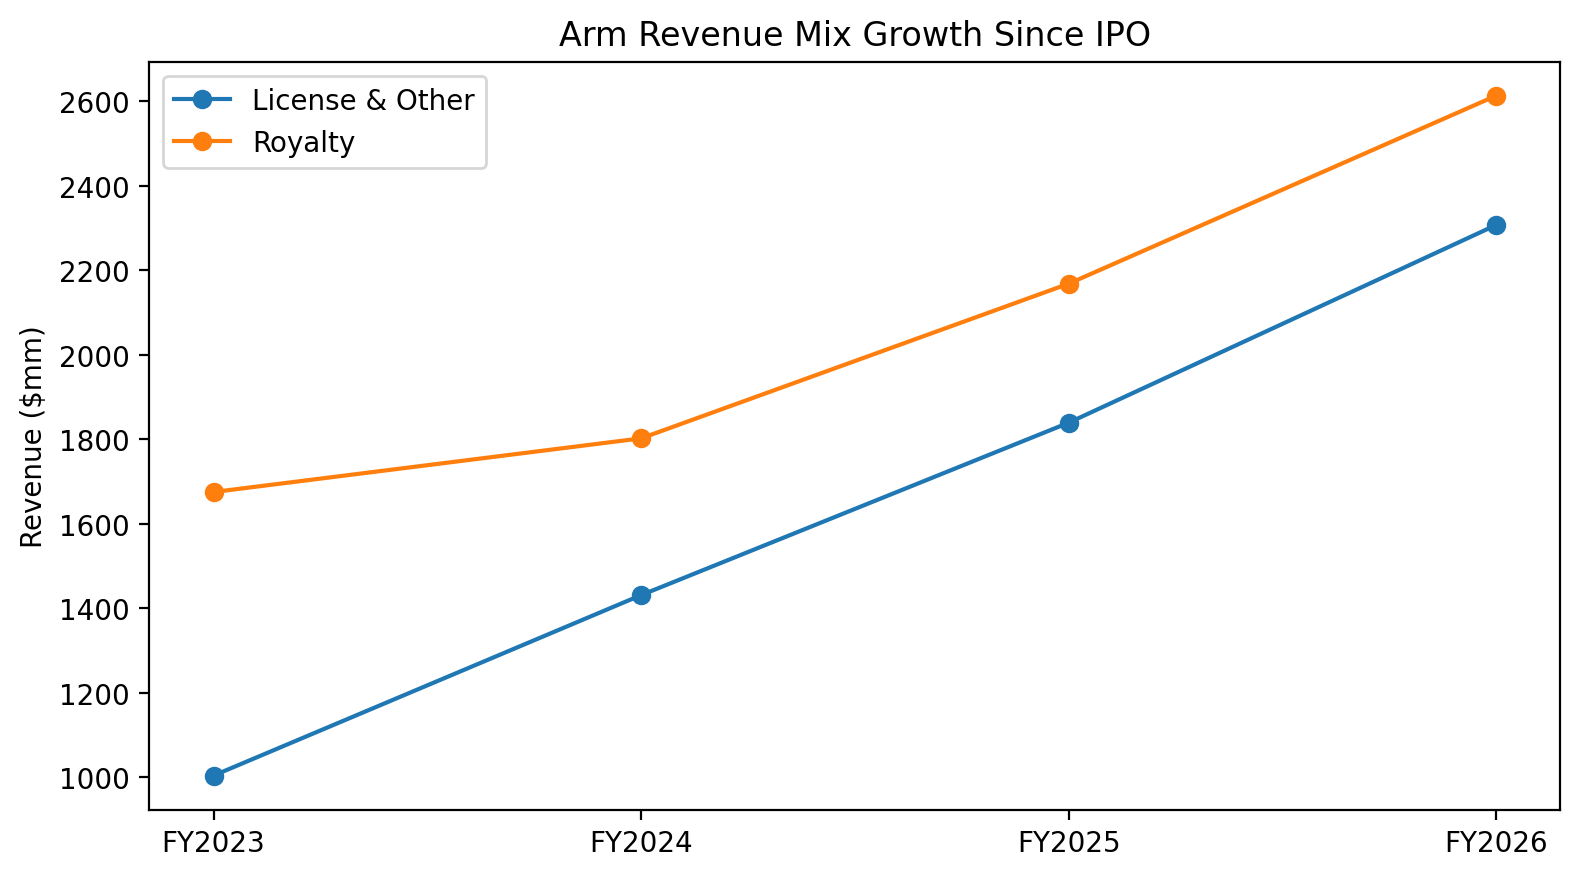 Arm Revenue Mix Growth Since IPO
License & Other
Royalty
Revenue ($mm)
2600
2400
2200
2000
1800
1600
1400
1200
1000
FY2023
FY2024
FY2025
FY2026